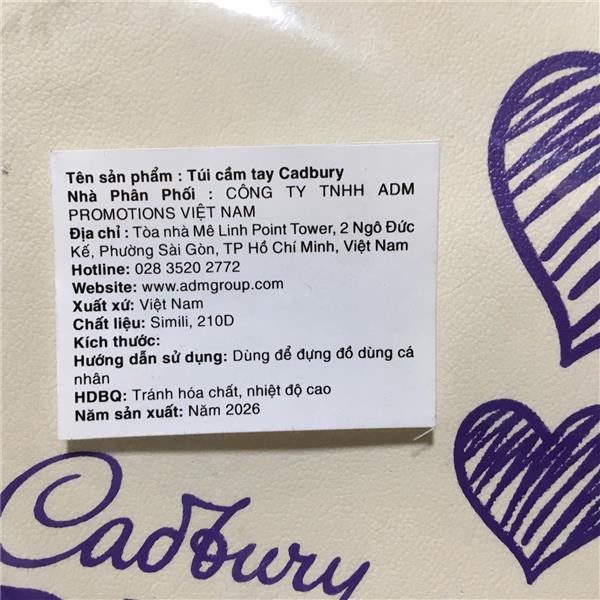 Tên sản phẩm : Túi cầm tay Cadbury
Nhà Phân Phối : CÔNG TY TNHH ADM
PROMOTIONS VIỆT NAM
Địa chỉ : Tòa nhà Mê Linh Point Tower, 2 Ngô Đức
Kế, Phường Sài Gòn, TP Hồ Chí Minh, Việt Nam
Hotline: 028 3520 2772
Website: www.admgroup.com
Xuất xứ: Việt Nam
Chất liệu: Simili, 210D
Kích thước:
Hướng dẫn sử dụng: Dùng để đựng đồ dùng cá
nhân
HDBQ: Tránh hóa chất, nhiệt độ cao
Năm sản xuất: Năm 2026
Cadbury